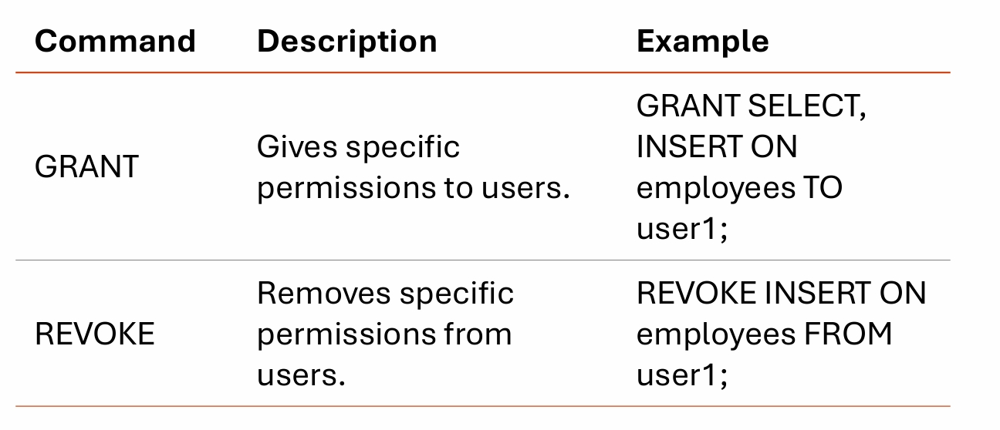 Command Description Example
GRANT
Gives specific
permissions to users.
GRANT SELECT,
INSERT ON
employees TO
user1;
REVOKE
Removes specific
permissions from
users.
REVOKE INSERT ON
employees FROM
user1;